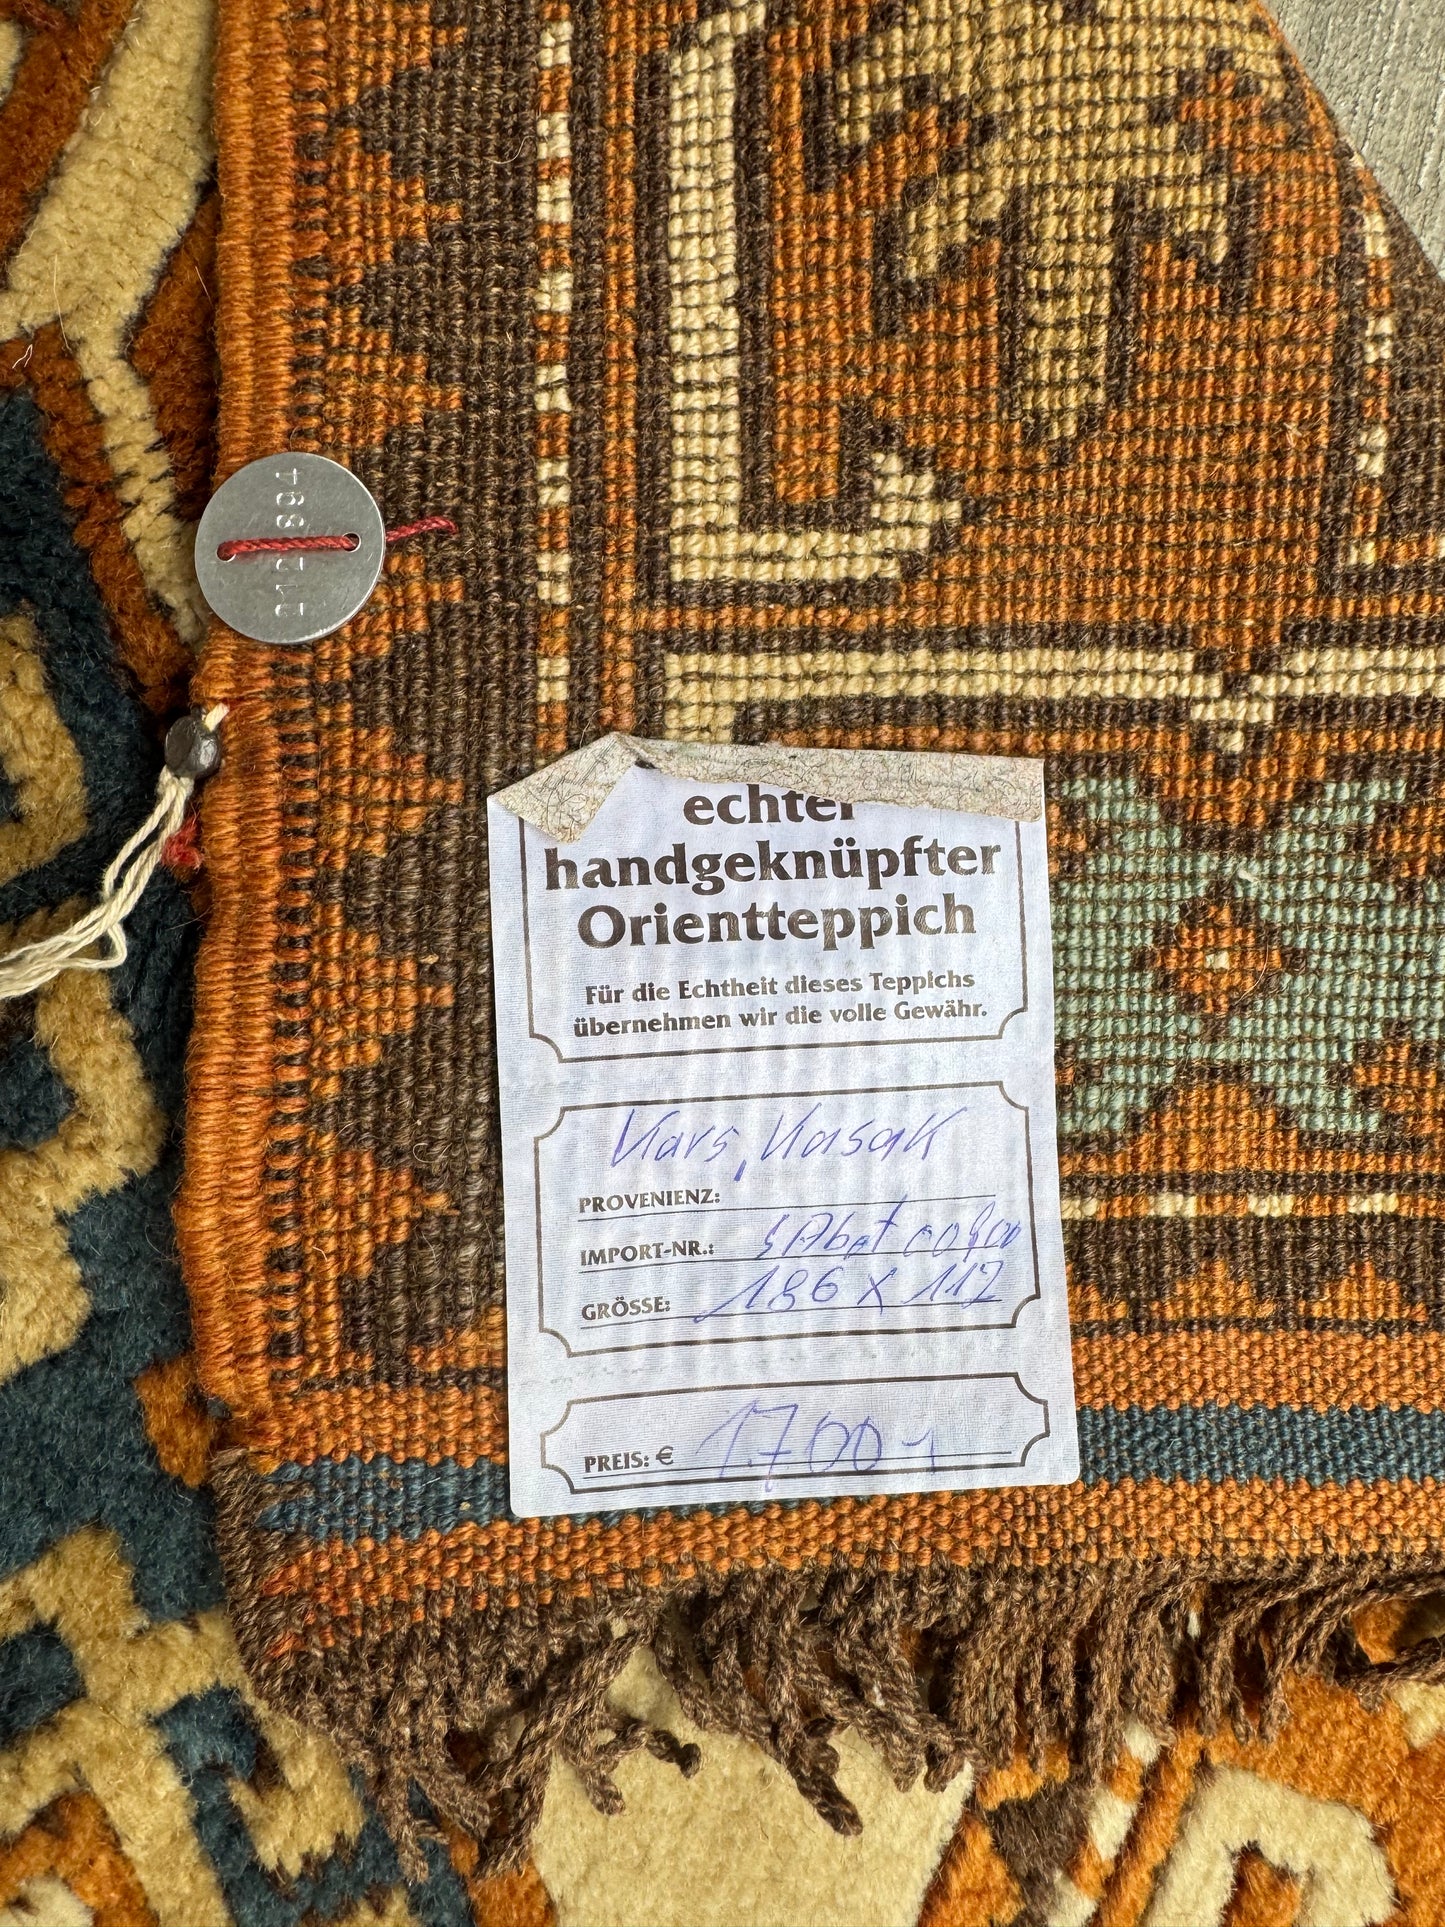 echter
handgeknüpfter
Orientteppich
Für die Echtheit dieses Teppichs
übernehmen wir die volle Gewähr.
Kars, Kasak
PROVENIENZ:
IMPORT-NR.:
GRÖSSE: 186 x 112
PREIS: € 1.700,-